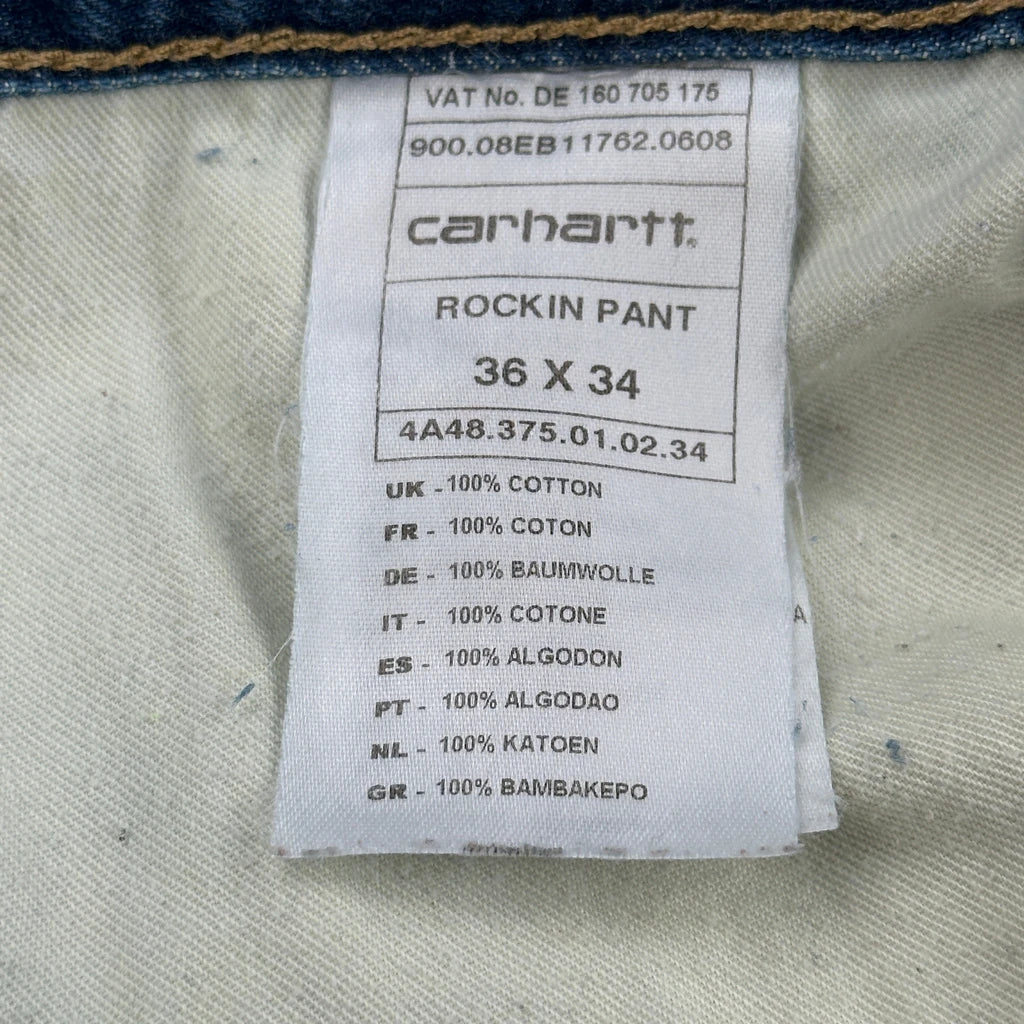 VAT No. DE 160 705 175
900.08EB11762.0608
carhartt®
ROCKIN PANT
36 X 34
4A48.375.01.02.34
UK - 100% COTTON
FR - 100% COTON
DE - 100% BAUMWOLLE
IT - 100% COTONE
ES - 100% ALGODON
PT - 100% ALGODAO
NL - 100% KATOEN
GR - 100% BAMBAKEPO
A